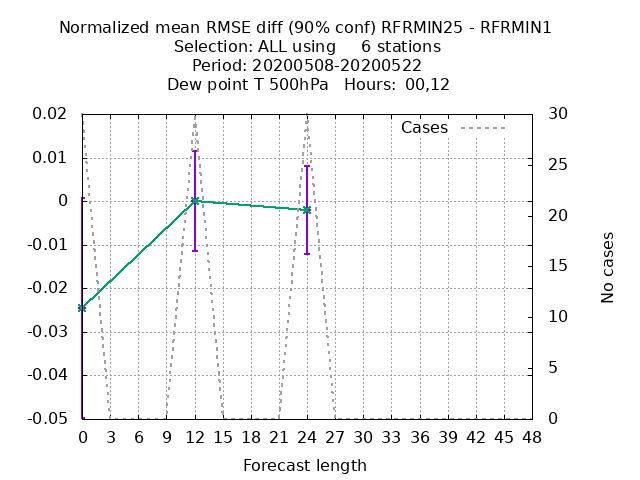 Normalized mean RMSE diff (90% conf) RFRMIN25 - RFRMIN1
Selection: ALL using     6 stations
Period: 20200508-20200522
Dew point T 500hPa   Hours: 00,12
Cases
0.02
0.01
0
-0.01
-0.02
-0.03
-0.04
-0.05
30
25
20
15
10
5
0
No cases
0 3 6 9 12 15 18 21 24 27 30 33 36 39 42 45 48
Forecast length